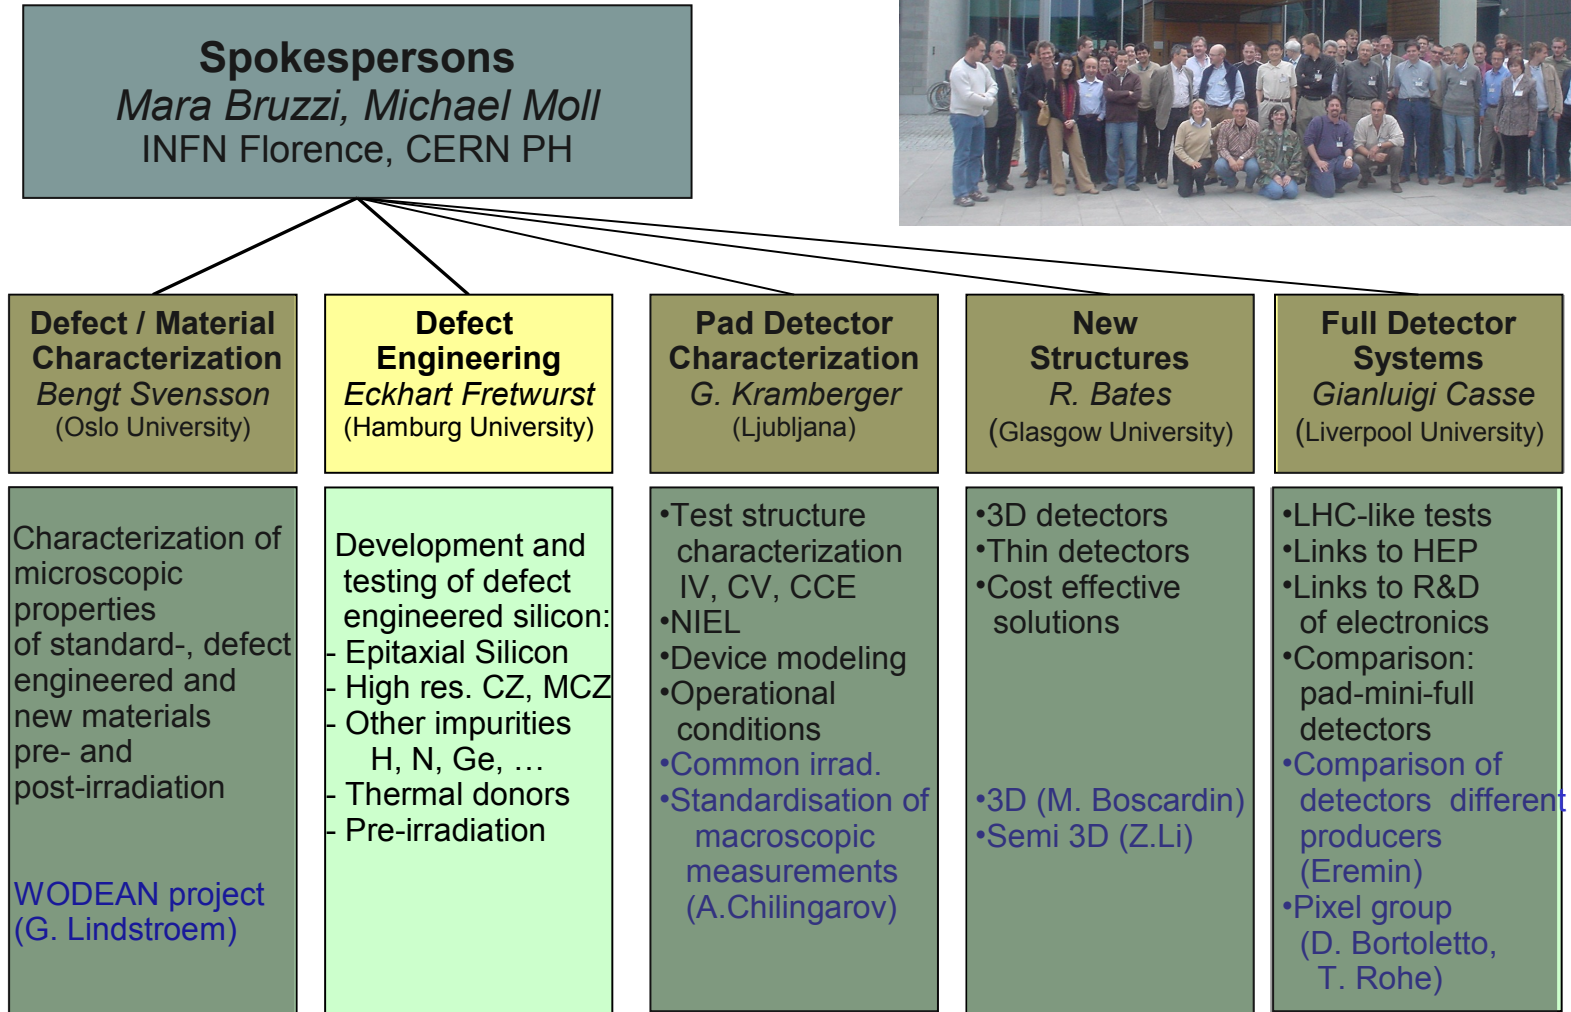 Spokespersons
Mara Bruzzi, Michael Moll
INFN Florence, CERN PH
Defect / Material
Characterization
Bengt Svensson
(Oslo University)
Defect
Engineering
Eckhart Fretwurst
(Hamburg University)
Pad Detector
Characterization
G. Kramberger
(Ljubljana)
New
Structures
R. Bates
(Glasgow University)
Full Detector
Systems
Gianluigi Casse
(Liverpool University)
Characterization of
microscopic
properties
of standard-, defect
engineered and
new materials
pre- and
post-irradiation
WODEAN project
(G. Lindstroem)
Development and
testing of defect
engineered silicon:
- Epitaxial Silicon
- High res. CZ, MCZ
- Other impurities
H, N, Ge, …
- Thermal donors
- Pre-irradiation
•Test structure
characterization
IV, CV, CCE
•NIEL
•Device modeling
•Operational
conditions
•Common irrad.
•Standardisation of
macroscopic
measurements
(A.Chilingarov)
•3D detectors
•Thin detectors
•Cost effective
solutions
•3D (M. Boscardin)
•Semi 3D (Z.Li)
•LHC-like tests
•Links to HEP
•Links to R&D
of electronics
•Comparison:
pad-mini-full
detectors
•Comparison of
detectors different
producers
(Eremin)
•Pixel group
(D. Bortoletto,
T. Rohe)